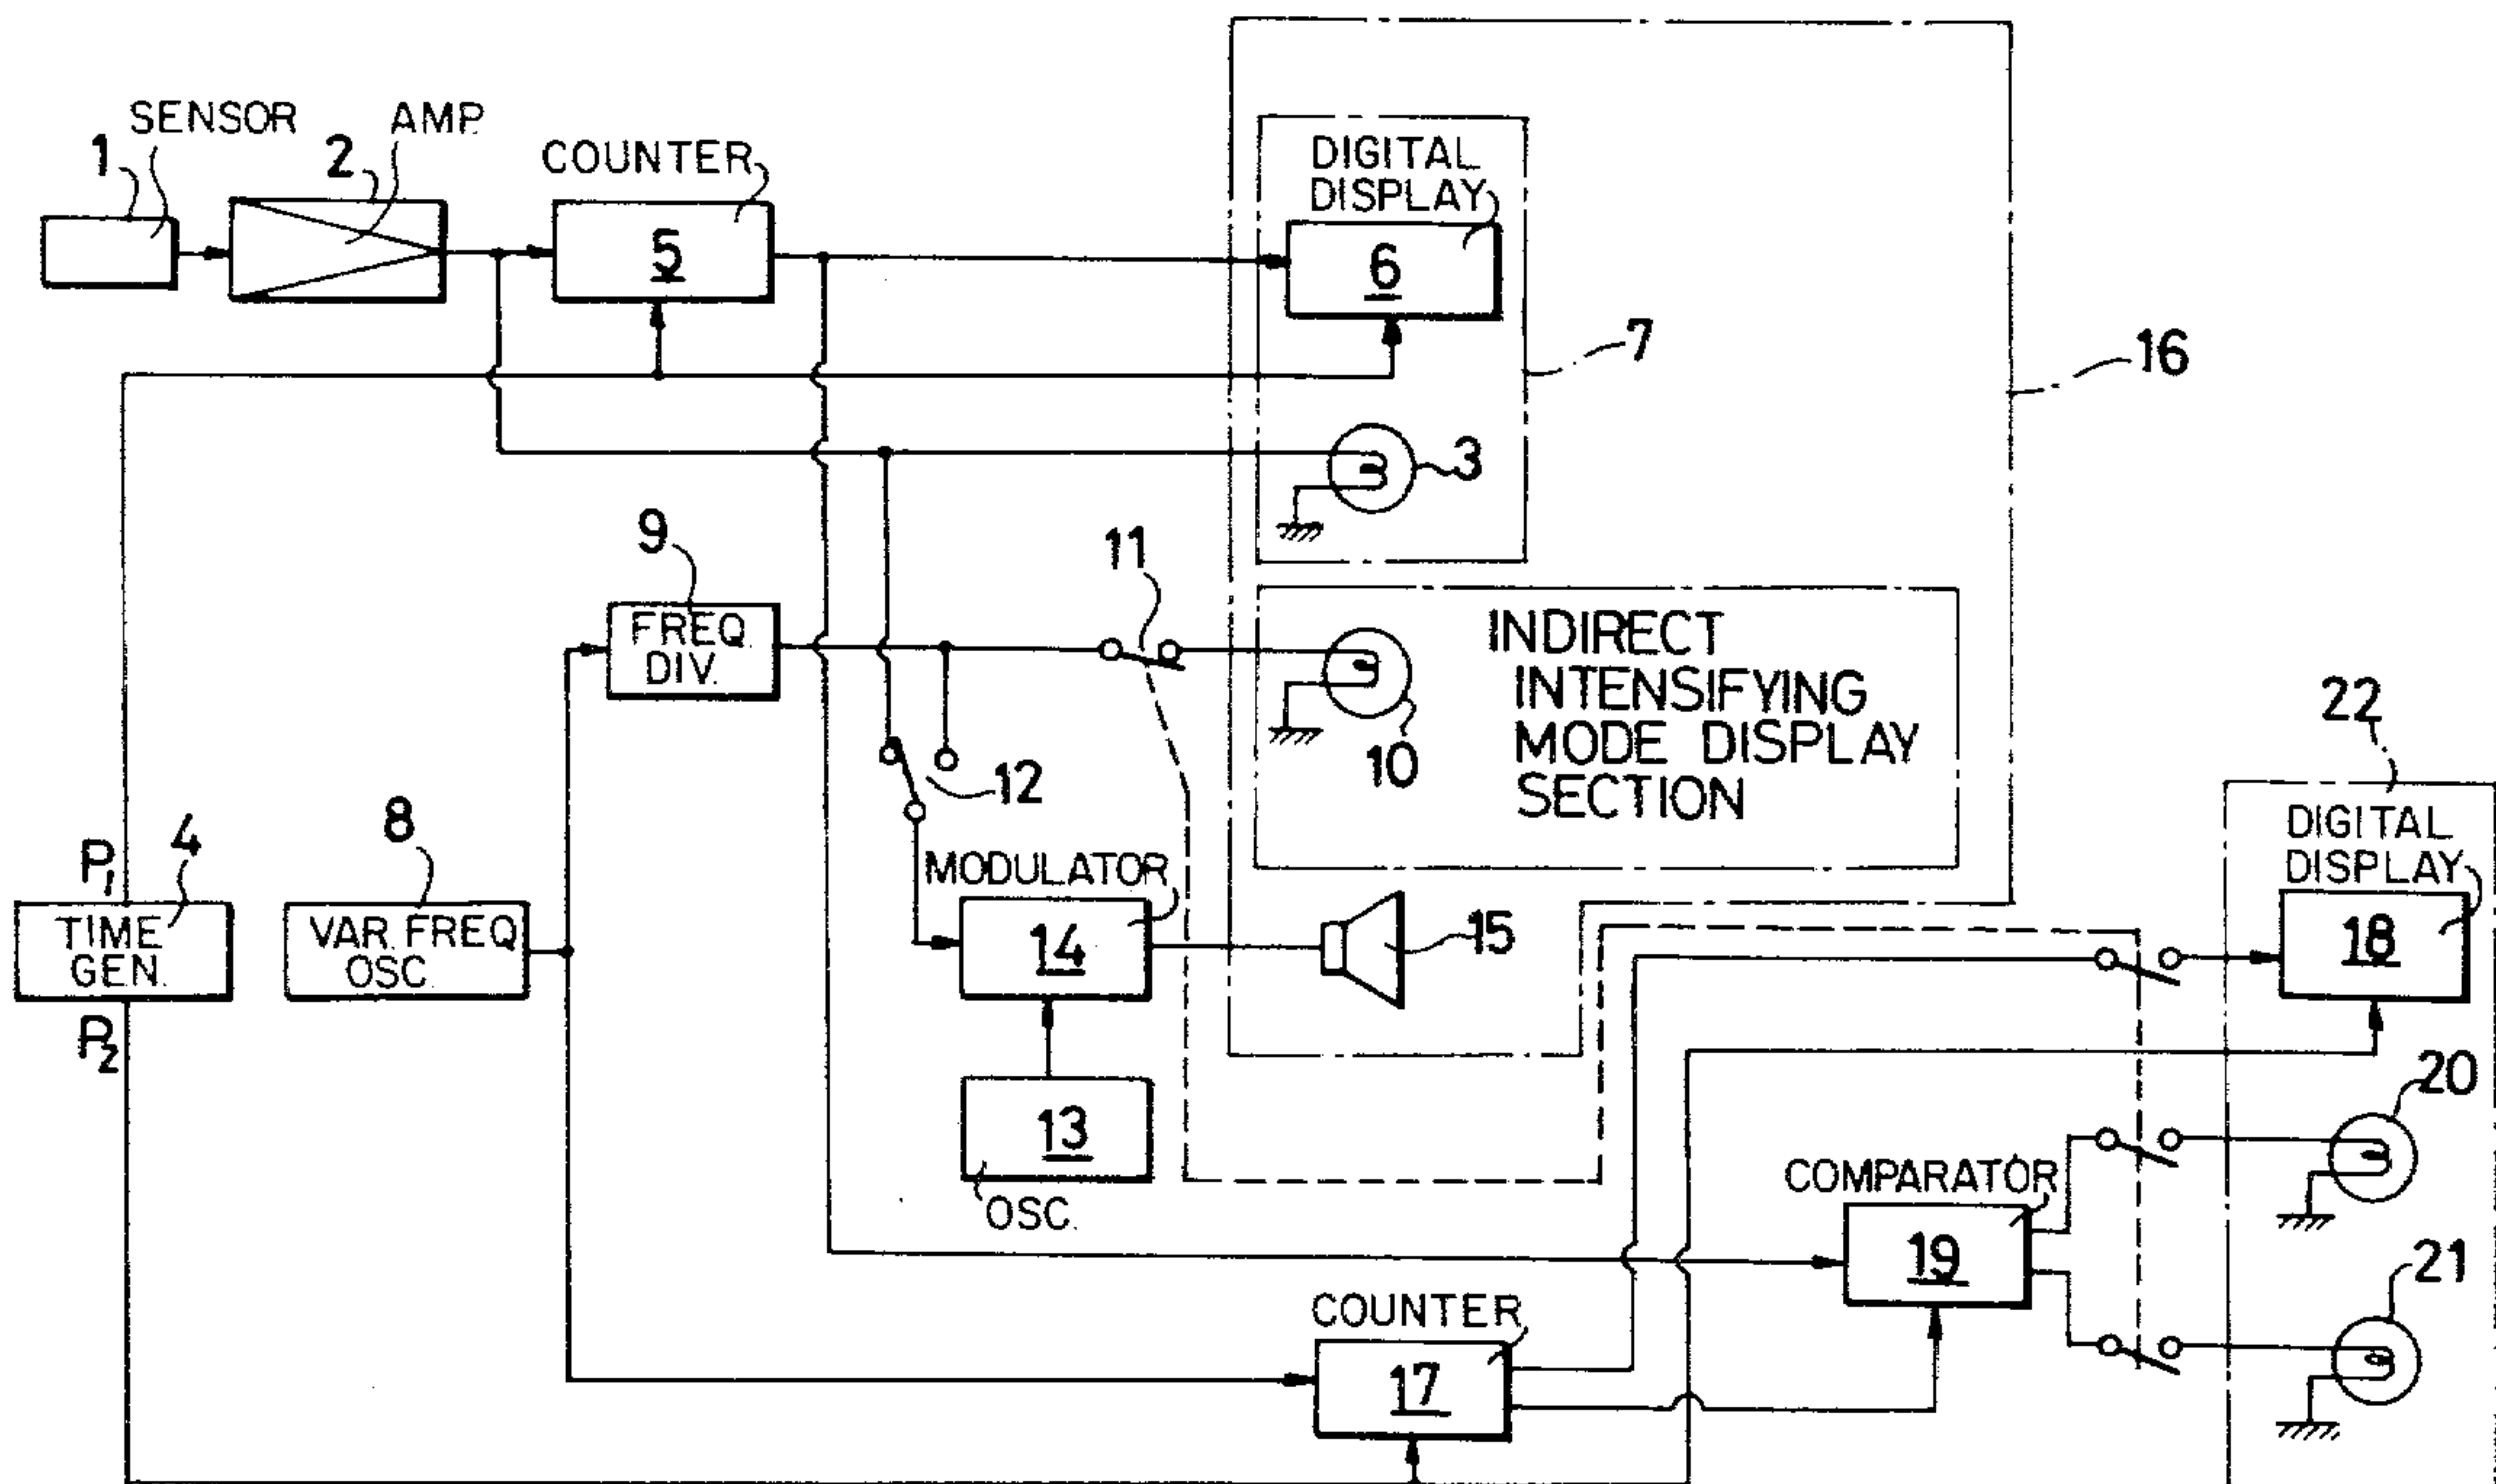 SENSOR
AMP.
1
2
COUNTER
5
DIGITAL
DISPLAY
6
7
16
3
9
FREQ.
DIV.
11
INDIRECT
INTENSIFYING
MODE DISPLAY
SECTION
10
12
22
P1
4
TIME
GEN.
P2
8
VAR. FREQ.
OSC.
MODULATOR
14
15
DIGITAL
DISPLAY
18
13
OSC.
20
COMPARATOR
19
21
COUNTER
17